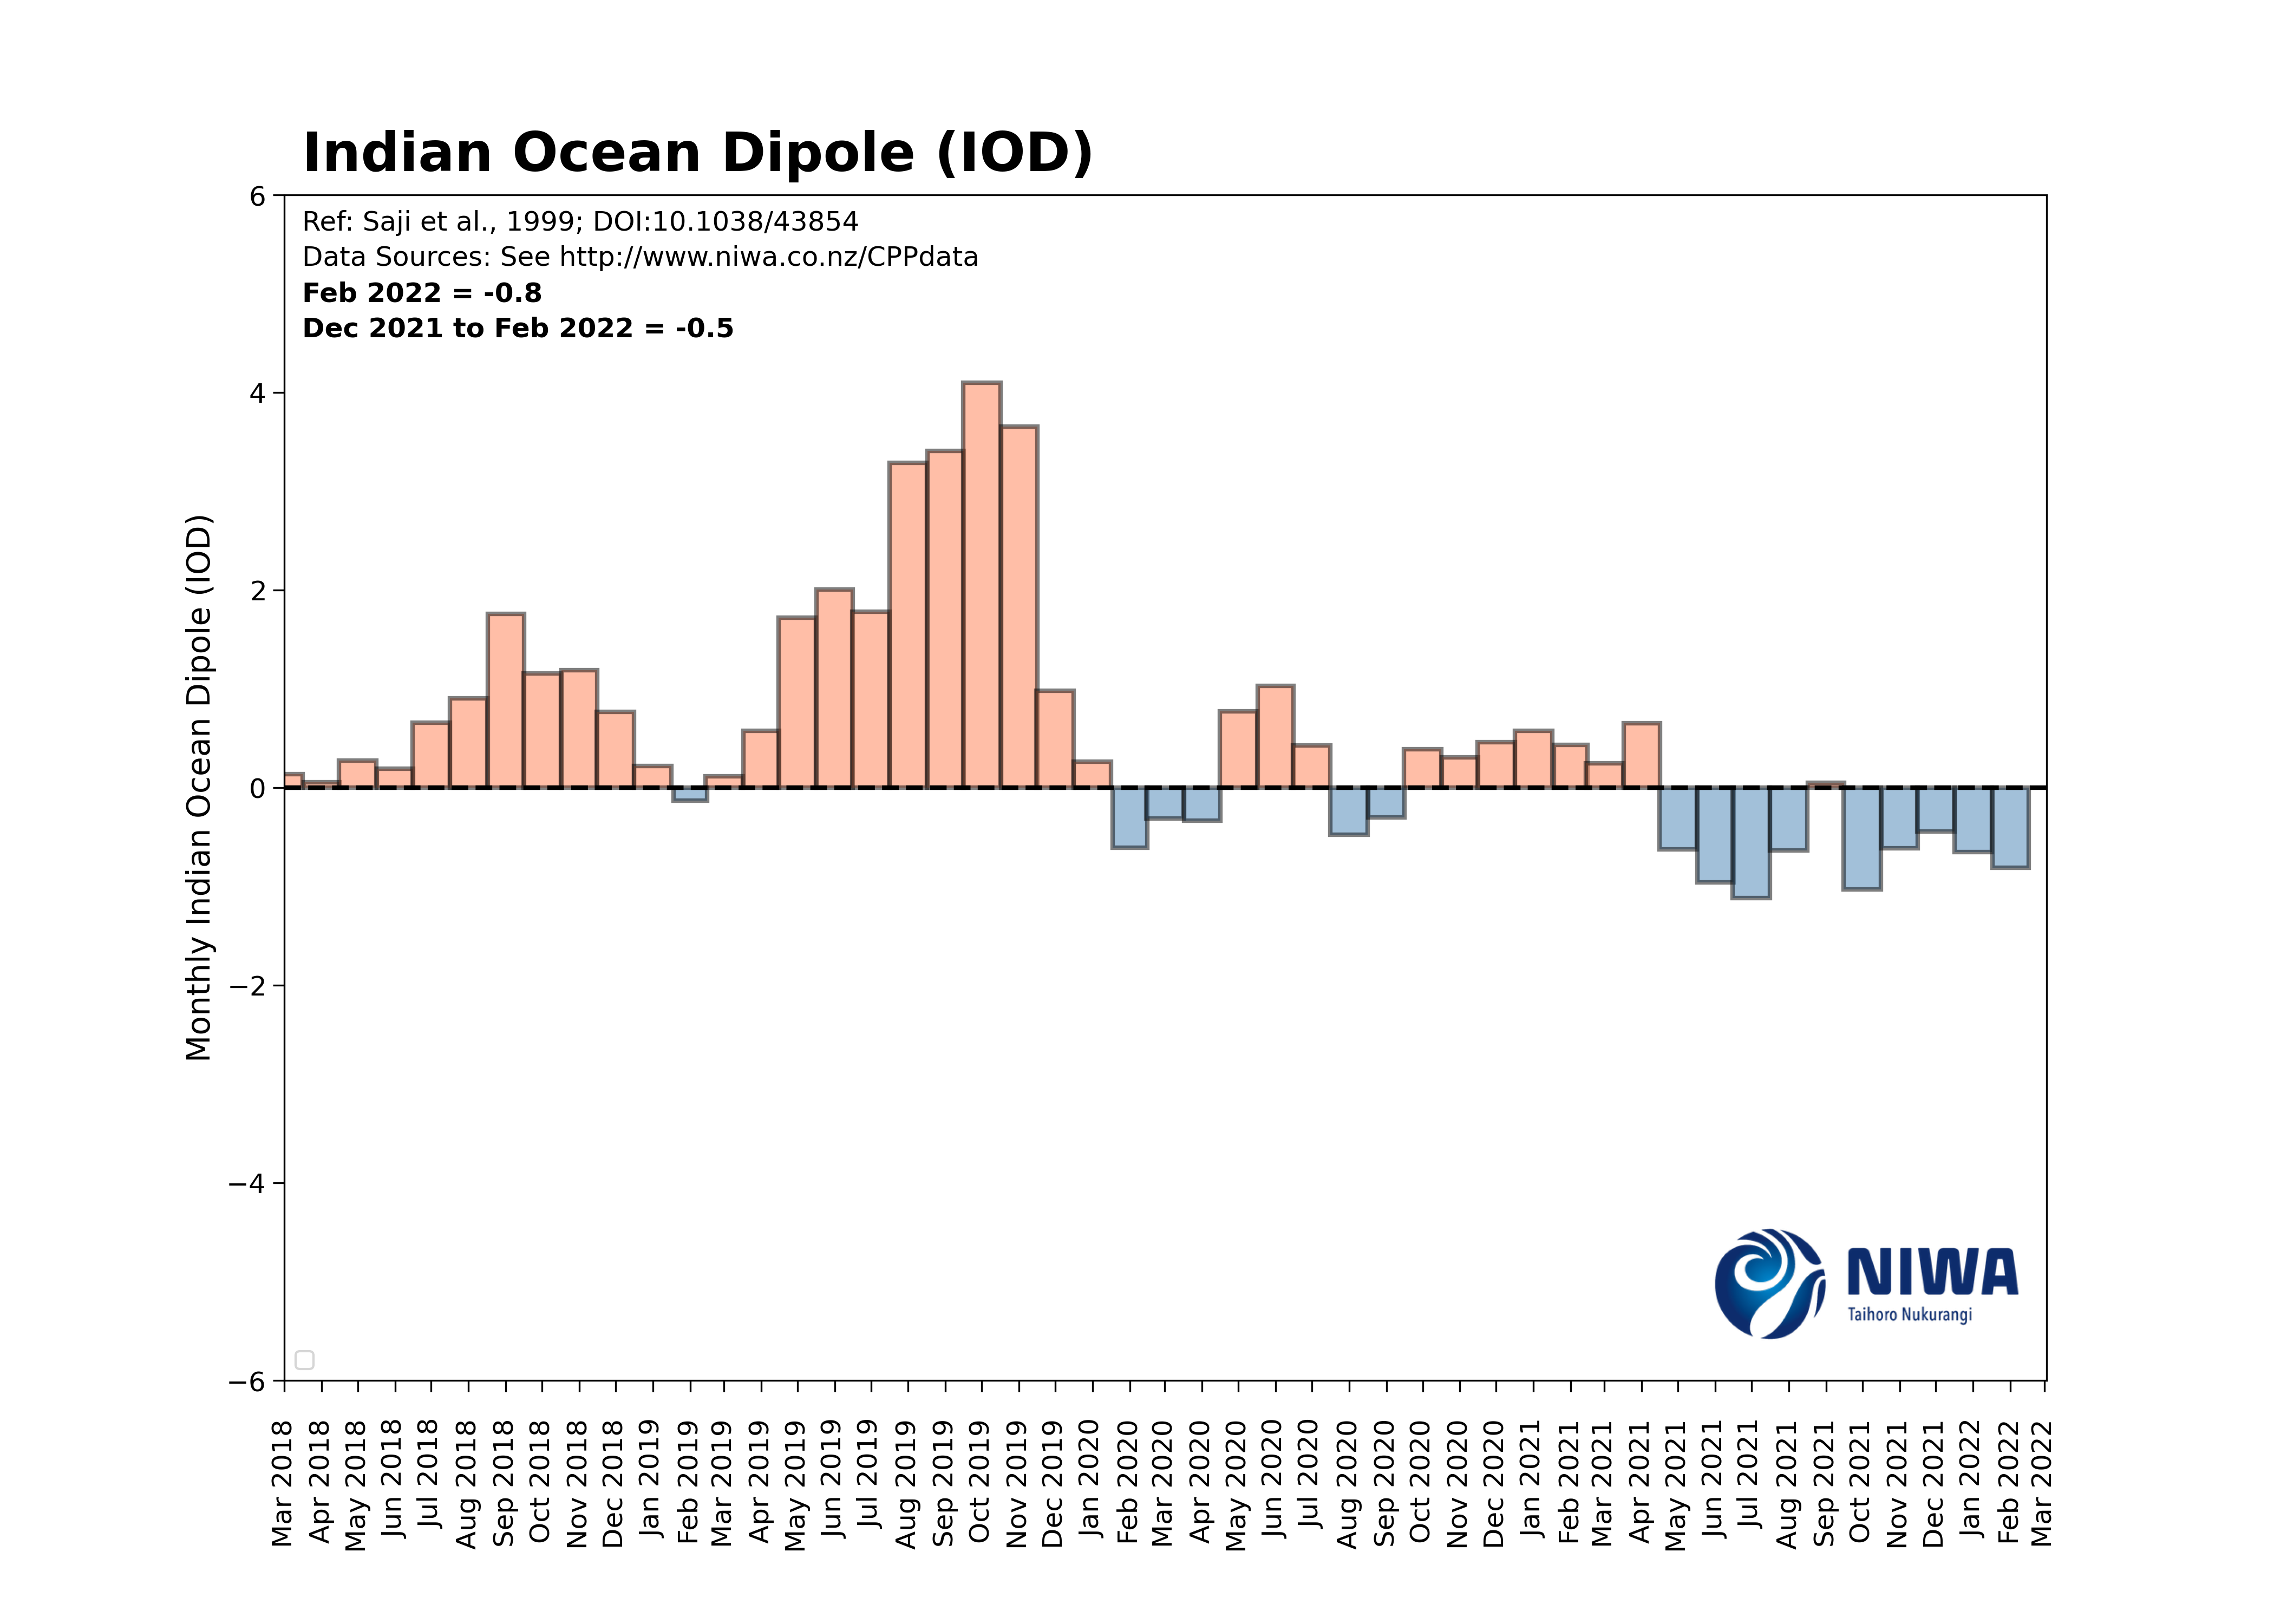 Indian Ocean Dipole (IOD)
Ref: Saji et al., 1999; DOI:10.1038/43854
Data Sources: See http://www.niwa.co.nz/CPPdata
Feb 2022 = -0.8
Dec 2021 to Feb 2022 = -0.5
Monthly Indian Ocean Dipole (IOD)
6
4
2
0
−2
−4
−6
NIWA
Taihoro Nukurangi
Mar 2018
Apr 2018
May 2018
Jun 2018
Jul 2018
Aug 2018
Sep 2018
Oct 2018
Nov 2018
Dec 2018
Jan 2019
Feb 2019
Mar 2019
Apr 2019
May 2019
Jun 2019
Jul 2019
Aug 2019
Sep 2019
Oct 2019
Nov 2019
Dec 2019
Jan 2020
Feb 2020
Mar 2020
Apr 2020
May 2020
Jun 2020
Jul 2020
Aug 2020
Sep 2020
Oct 2020
Nov 2020
Dec 2020
Jan 2021
Feb 2021
Mar 2021
Apr 2021
May 2021
Jun 2021
Jul 2021
Aug 2021
Sep 2021
Oct 2021
Nov 2021
Dec 2021
Jan 2022
Feb 2022
Mar 2022